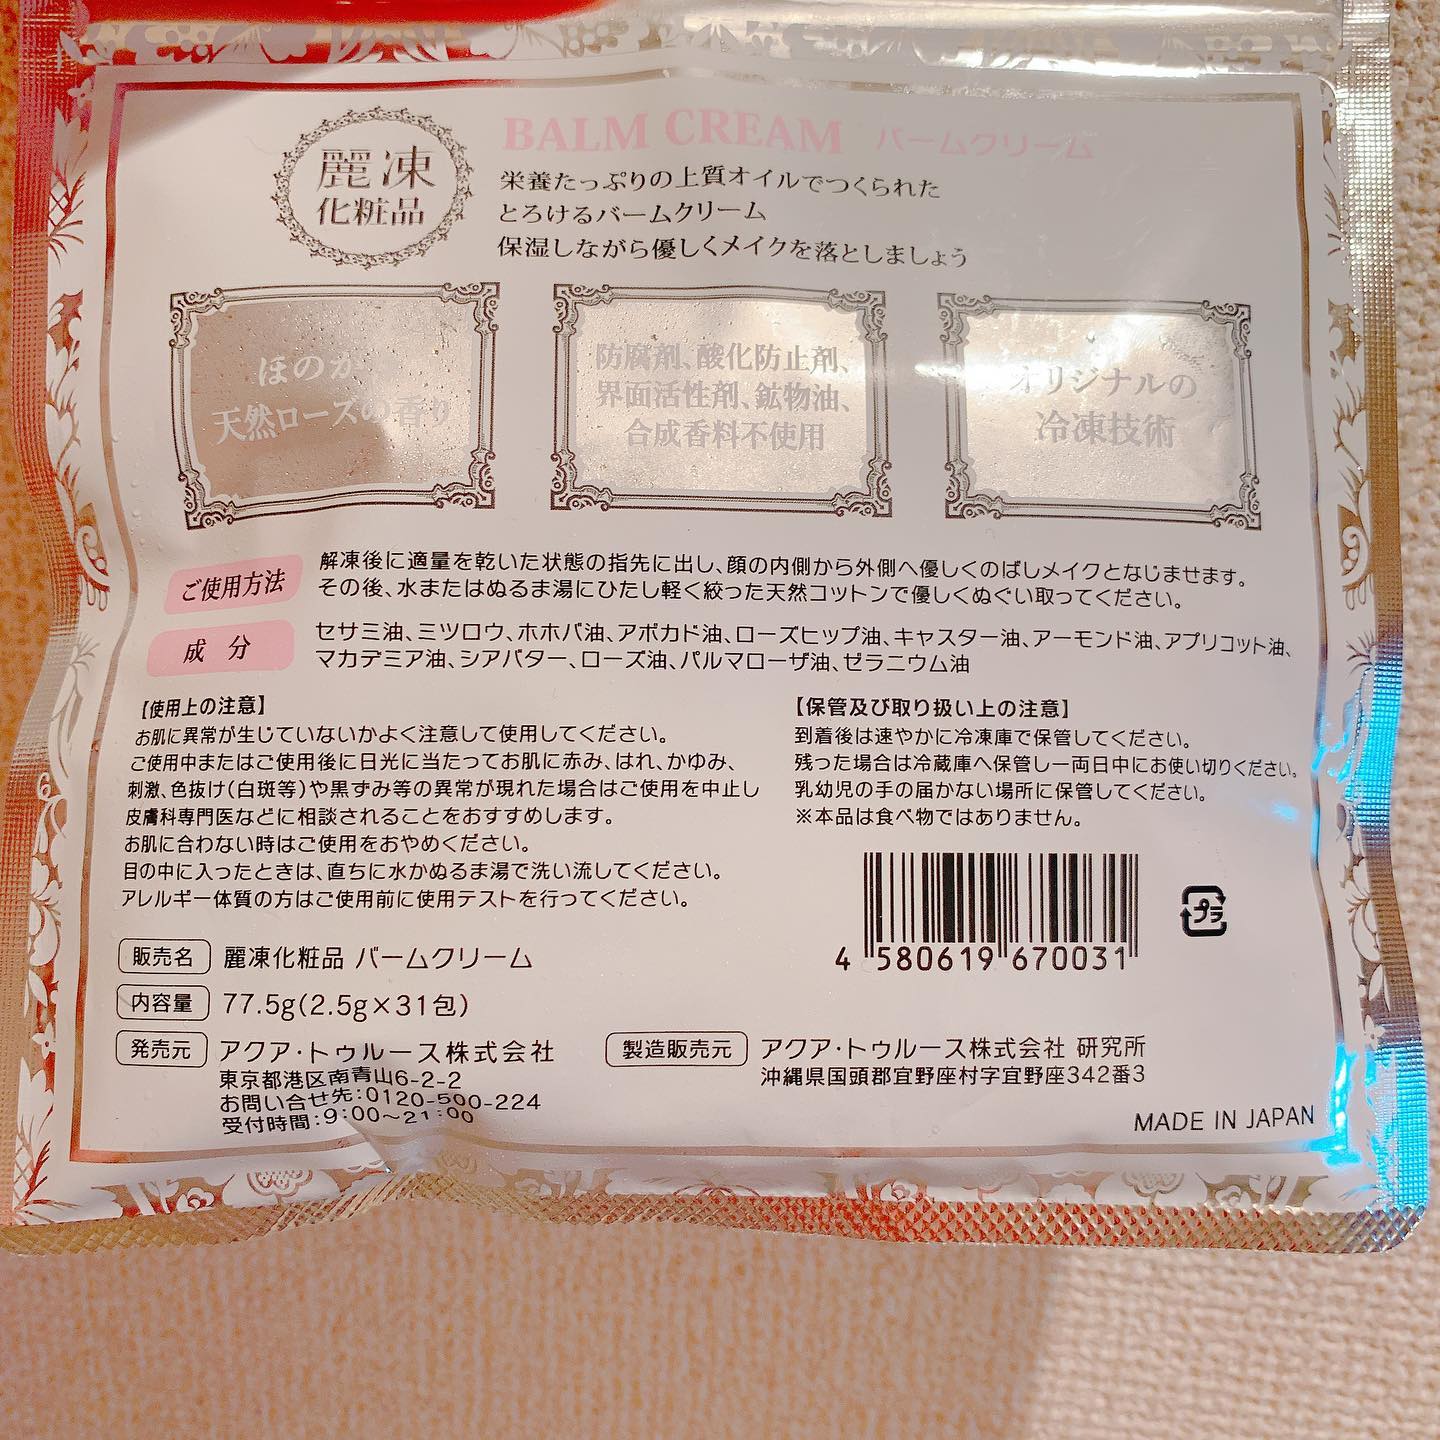 麗凍
化粧品
BALM CREAM バームクリーム
栄養たっぷりの上質オイルでつくられた
とろけるバームクリーム
保湿しながら優しくメイクを落としましょう
ほのか
天然ローズの香り
防腐剤、酸化防止剤、
界面活性剤、鉱物油、
合成香料不使用
オリジナルの
冷凍技術
ご使用方法
解凍後に適量を乾いた状態の指先に出し、顔の内側から外側へ優しくのばしメイクとなじませます。
その後、水またはぬるま湯にひたし軽く絞った天然コットンで優しくぬぐい取ってください。
成分
セサミ油、ミツロウ、ホホバ油、アボカド油、ローズヒップ油、キャスター油、アーモンド油、アプリコット油、
マカデミア油、シアバター、ローズ油、パルマローザ油、ゼラニウム油
【使用上の注意】
お肌に異常が生じていないかよく注意して使用してください。
ご使用中またはご使用後に日光に当たってお肌に赤み、はれ、かゆみ、
刺激、色抜け(白斑等)や黒ずみ等の異常が現れた場合はご使用を中止し
皮膚科専門医などに相談されることをおすすめします。
お肌に合わない時はご使用をおやめください。
目の中に入ったときは、直ちに水かぬるま湯で洗い流してください。
アレルギー体質の方はご使用前に使用テストを行ってください。
【保管及び取り扱い上の注意】
到着後は速やかに冷凍庫で保管してください。
残った場合は冷蔵庫へ保管し一両日中にお使い切りください。
乳幼児の手の届かない場所に保管してください。
※本品は食べ物ではありません。
4 580619 670031
プラ
販売名 麗凍化粧品 バームクリーム
内容量 77.5g(2.5g×31包)
発売元 アクア・トゥルース株式会社
東京都港区南青山6-2-2
お問い合せ先:0120-500-224
受付時間:9:00~21:00
製造販売元 アクア・トゥルース株式会社 研究所
沖縄県国頭郡宜野座村字宜野座342番3
MADE IN JAPAN